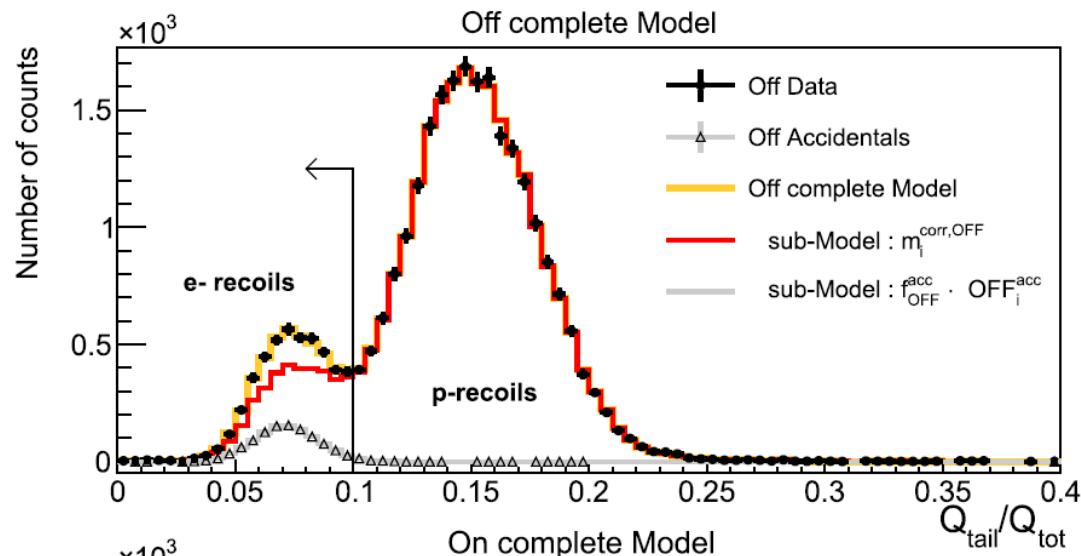 Off complete Model
×10³
Number of counts
1.5
1
0.5
0
Off Data
Off Accidentals
Off complete Model
sub-Model : m_i^corr,OFF
sub-Model : f_OFF^acc · OFF_i^acc
e- recoils
p-recoils
0 0.05 0.1 0.15 0.2 0.25 0.3 0.35 0.4
Q_tail/Q_tot
On complete Model
×10³